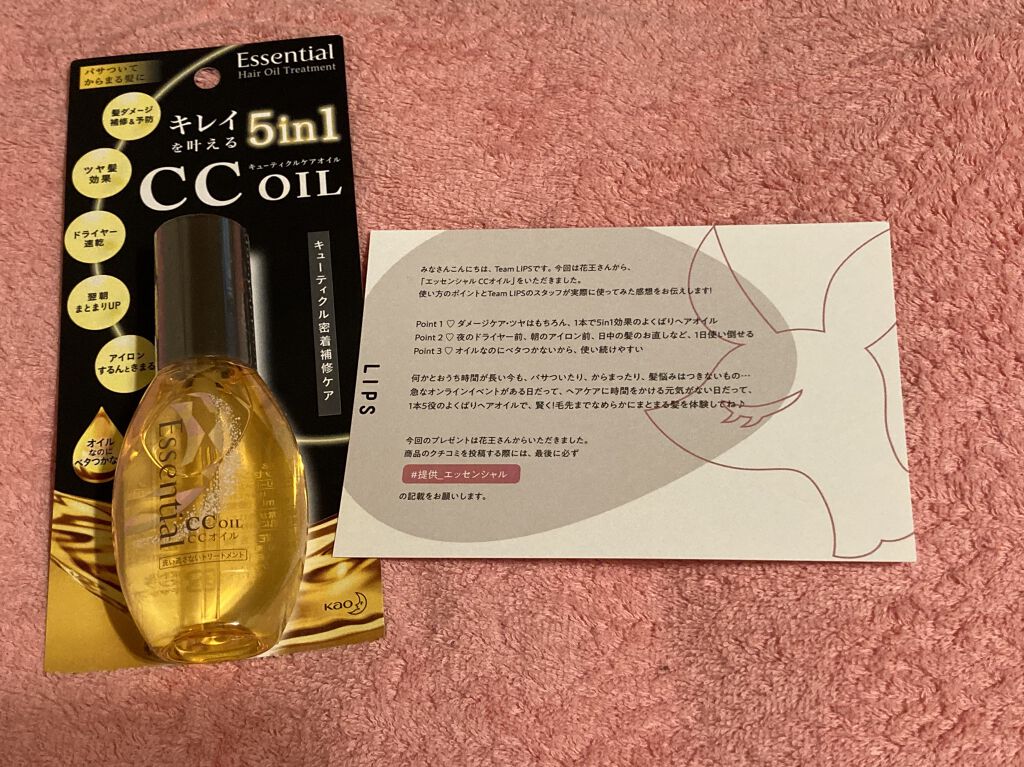 Essential
Hair Oil Treatment
パサついて
からまる髪に
髪ダメージ
補修&予防
キレイ
を叶える
5in1
キューティクルケアオイル
CC OIL
ツヤ髪
効果
ドライヤー
速乾
翌朝
まとまりUP
アイロン
するんときまる
オイル
なのに
ベタつかな
キューティクル密着補修ケア
Essential
CC OIL
CCオイル
洗い流さないトリートメント
Kao
LIPS
みなさんこんにちは、Team LIPSです。今回は花王さんから、
「エッセンシャル CCオイル」をいただきました。
使い方のポイントとTeam LIPSのスタッフが実際に使ってみた感想をお伝えします!
Point 1 ♡ ダメージケア・ツヤはもちろん、1本で5in1効果のよくばりヘアオイル
Point 2 ♡ 夜のドライヤー前、朝のアイロン前、日中の髪のお直しなど、1日使い倒せる
Point 3 ♡ オイルなのにベタつかないから、使い続けやすい
何かとおうち時間が長い今も、パサついたり、からまったり、髪悩みはつきないもの…
急なオンラインイベントがある日だって、ヘアケアに時間をかける元気がない日だって、
1本5役のよくばりヘアオイルで、賢く!毛先までなめらかにまとまる髪を体験してね♪
今回のプレゼントは花王さんからいただきました。
商品のクチコミを投稿する際には、最後に必ず
#提供_エッセンシャル
の記載をお願いします。